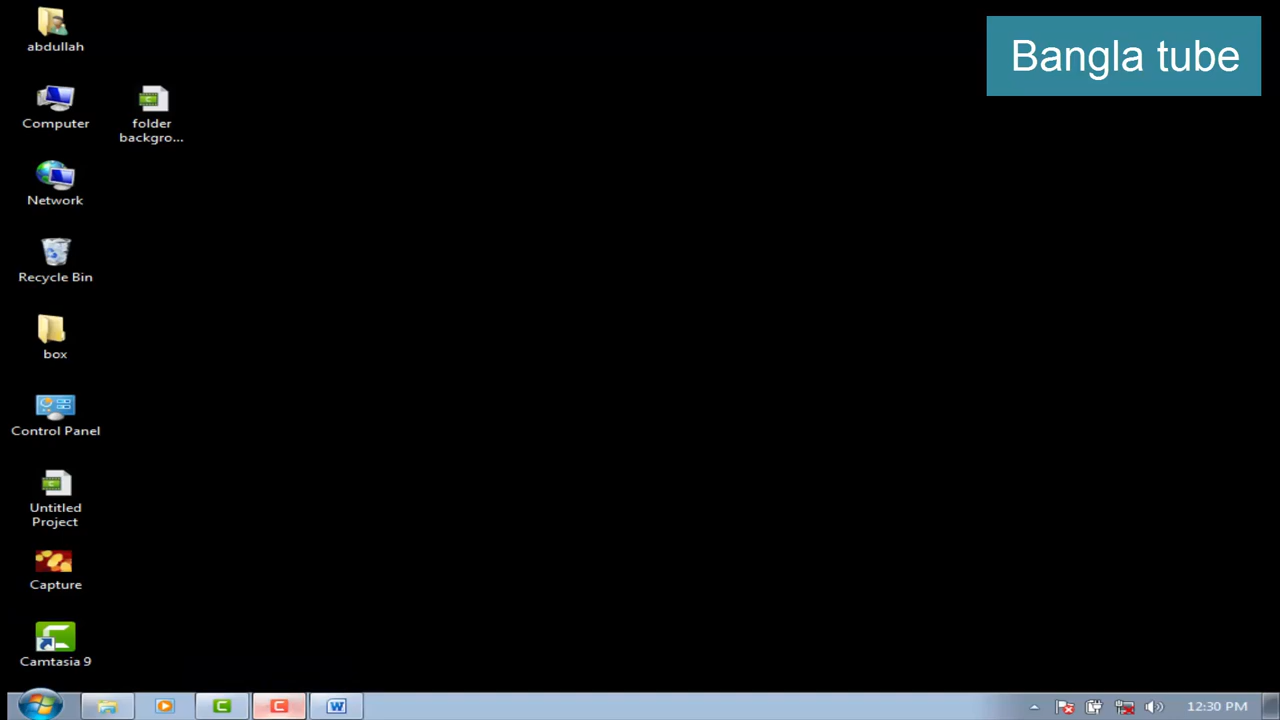 abdullah
Bangla tube
Computer
folder
backgro...
Network
Recycle Bin
box
Control Panel
Untitled
Project
Capture
Camtasia 9
12:30 PM